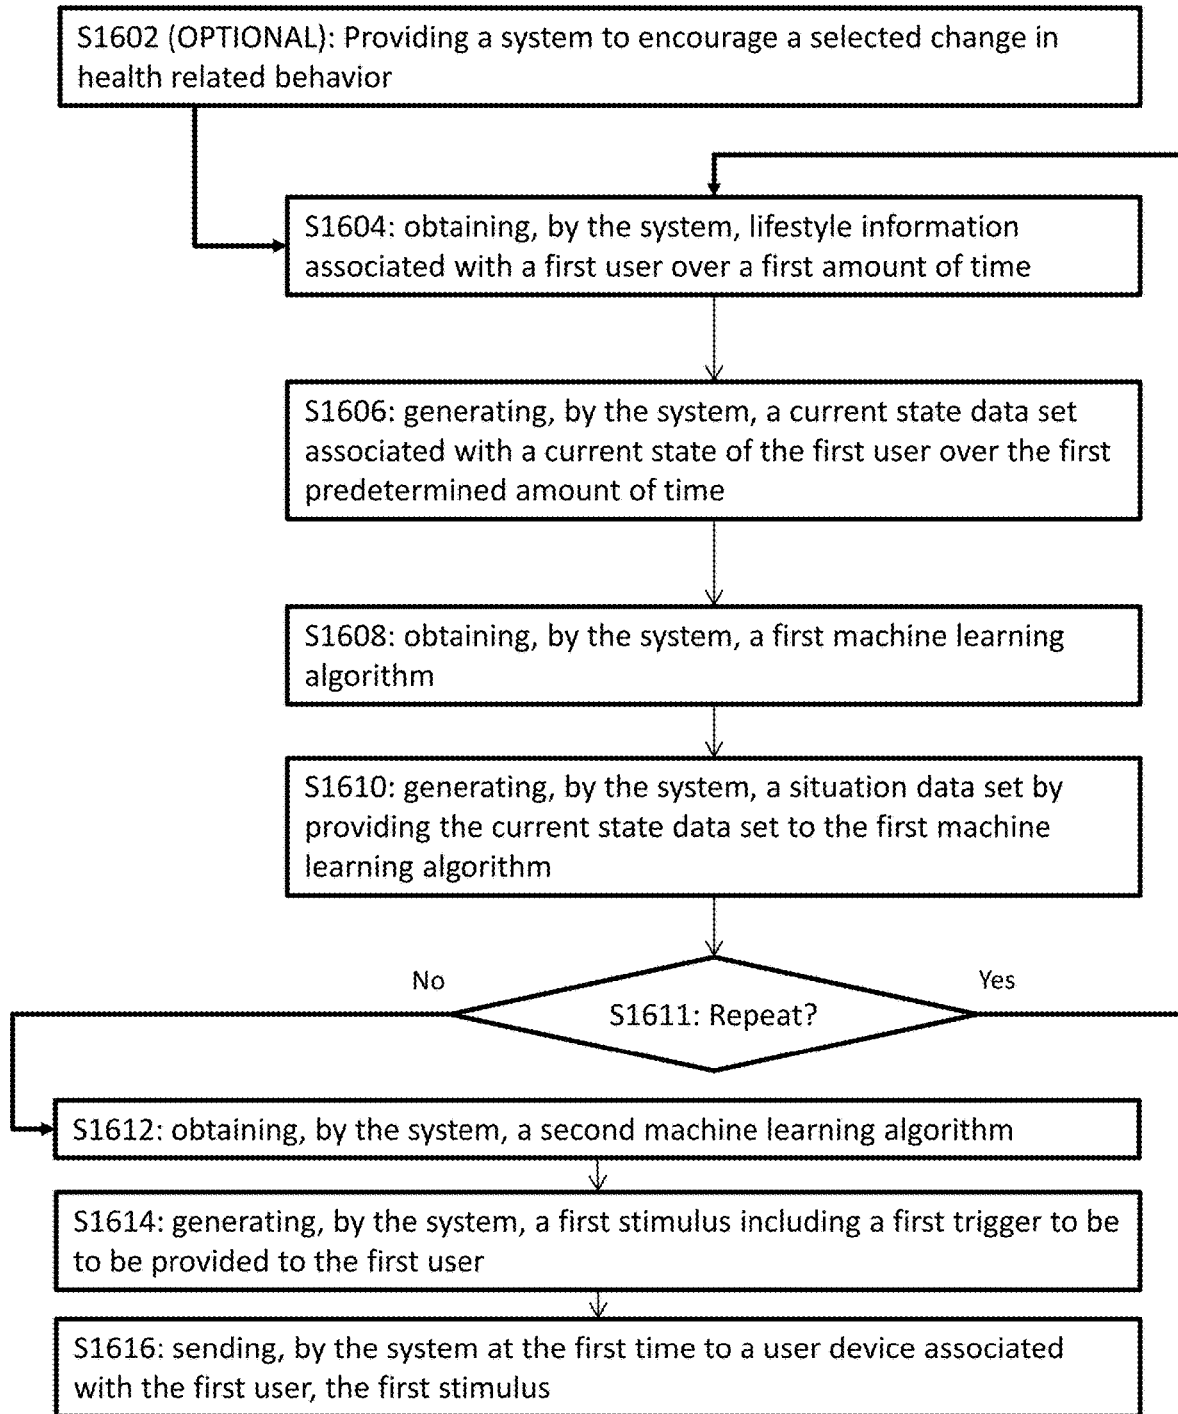 S1602 (OPTIONAL): Providing a system to encourage a selected change in
health related behavior
S1604: obtaining, by the system, lifestyle information
associated with a first user over a first amount of time
S1606: generating, by the system, a current state data set
associated with a current state of the first user over the first
predetermined amount of time
S1608: obtaining, by the system, a first machine learning
algorithm
S1610: generating, by the system, a situation data set by
providing the current state data set to the first machine
learning algorithm
No
Yes
S1611: Repeat?
S1612: obtaining, by the system, a second machine learning algorithm
S1614: generating, by the system, a first stimulus including a first trigger to be
to be provided to the first user
S1616: sending, by the system at the first time to a user device associated
with the first user, the first stimulus